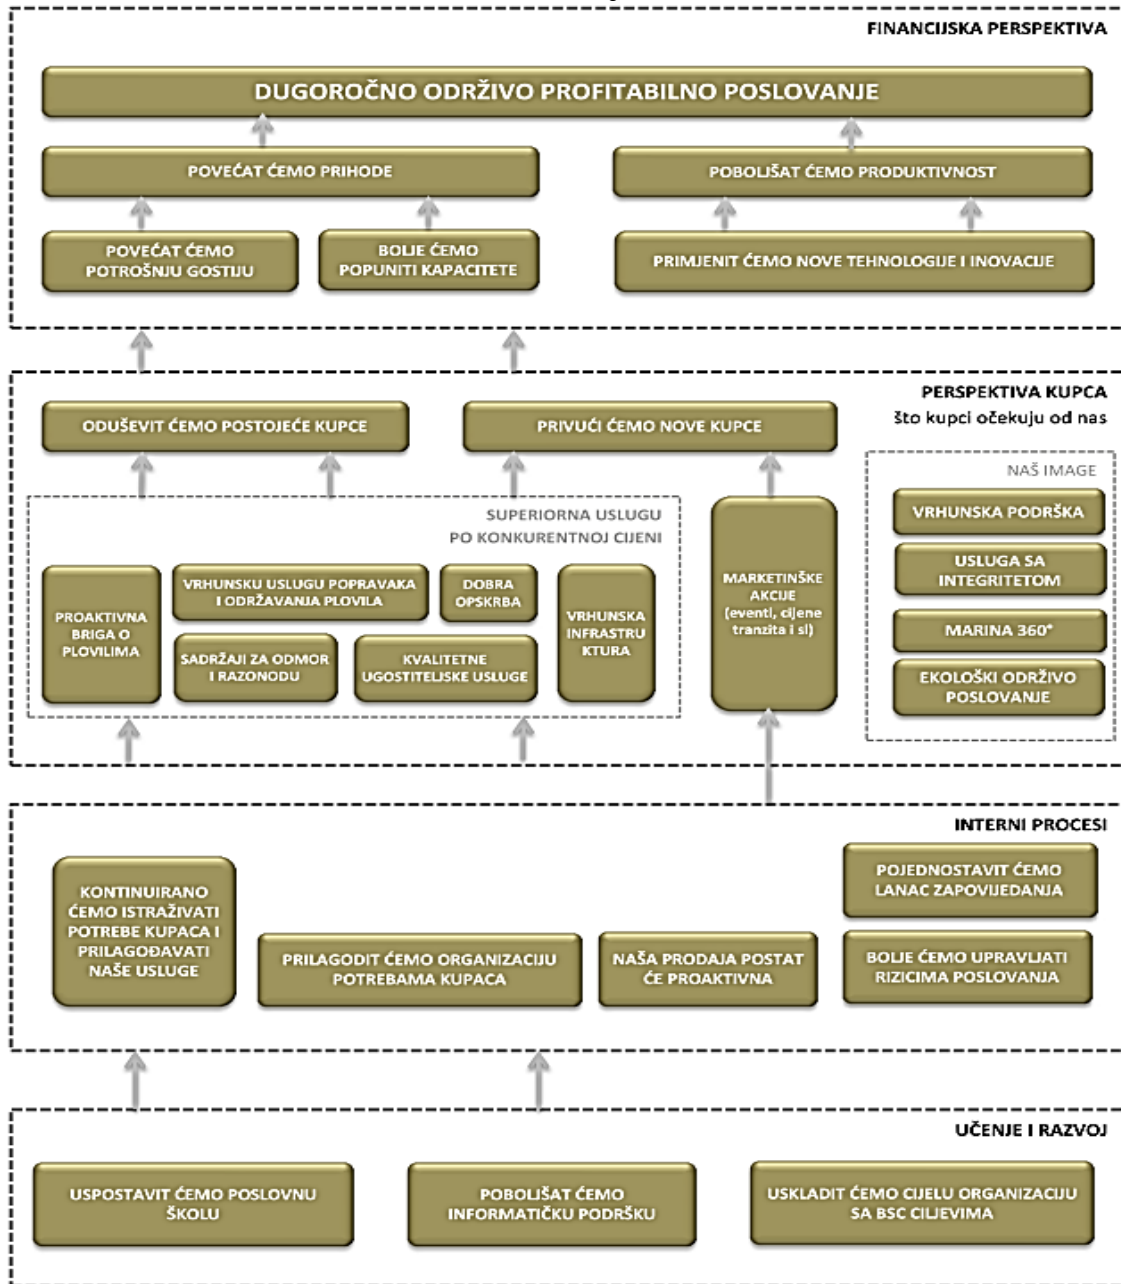 FINANCIJSKA PERSPEKTIVA
DUGOROČNO ODRŽIVO PROFITABILNO POSLOVANJE
POVEĆAT ĆEMO PRIHODE
POBOLJŠAT ĆEMO PRODUKTIVNOST
POVEĆAT ĆEMO
POTROŠNJU GOSTIJU
BOLJE ĆEMO
POPUNITI KAPACITETE
PRIMJENIT ĆEMO NOVE TEHNOLOGIJE I INOVACIJE
PERSPEKTIVA KUPCA
što kupci očekuju od nas
ODUŠEVIT ĆEMO POSTOJEĆE KUPCE
PRIVUĆI ĆEMO NOVE KUPCE
SUPERIORNA USLUGU
PO KONKURENTNOJ CIJENI
PROAKTIVNA
BRIGA O
PLOVILIMA
VRHUNSKU USLUGU POPRAVAKA
I ODRŽAVANJA PLOVILA
DOBRA
OPSKRBA
SADRŽAJI ZA ODMOR
I RAZONODU
KVALITETNE
UGOSTITELJSKE USLUGE
VRHUNSKA
INFRASTRU
KTURA
MARKETINŠKE
AKCIJE
(eventi, cijene
tranzita i sl)
NAŠ IMAGE
VRHUNSKA PODRŠKA
USLUGA SA
INTEGRITETOM
MARINA 360°
EKOLOŠKI ODRŽIVO
POSLOVANJE
INTERNI PROCESI
KONTINUIRANO
ĆEMO ISTRAŽIVATI
POTREBE KUPACA I
PRILAGOĐAVATI
NAŠE USLUGE
PRILAGODIT ĆEMO ORGANIZACIJU
POTREBAMA KUPACA
NAŠA PRODAJA POSTAT
ĆE PROAKTIVNA
POJEDNOSTAVIT ĆEMO
LANAC ZAPOVIJEDANJA
BOLJE ĆEMO UPRAVLJATI
RIZICIMA POSLOVANJA
UČENJE I RAZVOJ
USPOSTAVIT ĆEMO POSLOVNU
ŠKOLU
POBOLJŠAT ĆEMO
INFORMATIČKU PODRŠKU
USKLADIT ĆEMO CIJELU ORGANIZACIJU
SA BSC CILJEVIMA